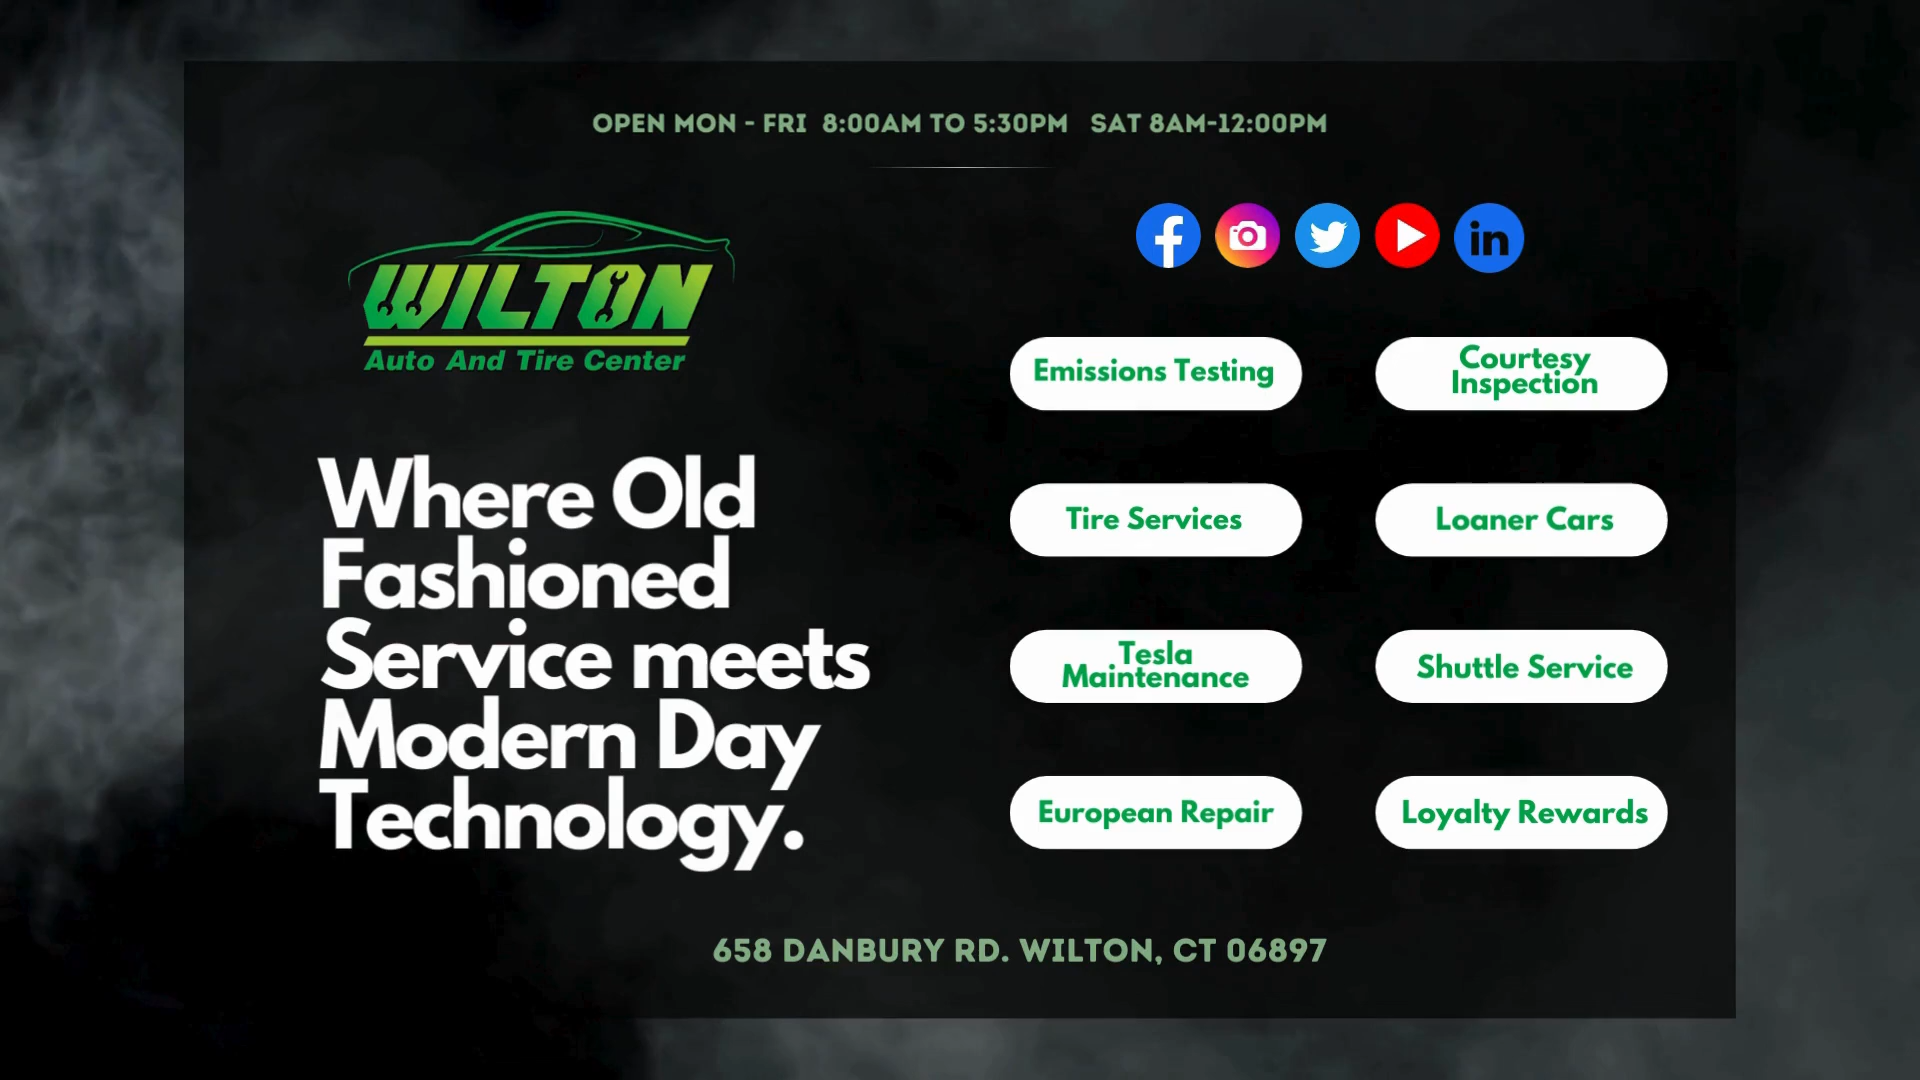 OPEN MON - FRI 8:00AM TO 5:30PM SAT 8AM-12:00PM
WILTON
Auto And Tire Center
Where Old
Fashioned
Service meets
Modern Day
Technology.
f
in
Emissions Testing
Courtesy
Inspection
Tire Services
Loaner Cars
Tesla
Maintenance
Shuttle Service
European Repair
Loyalty Rewards
658 DANBURY RD. WILTON, CT 06897